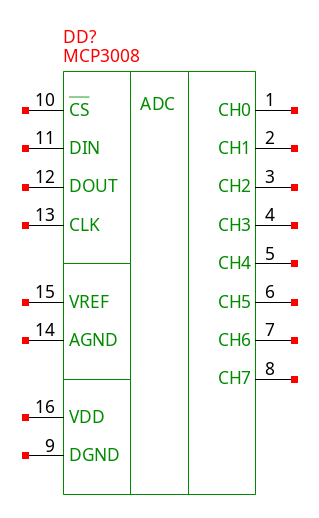 DD?
MCP3008
10 CS ADC CH0 1
11 DIN CH1 2
12 DOUT CH2 3
13 CLK CH3 4
CH4 5
15 VREF CH5 6
14 AGND CH6 7
CH7 8
16 VDD
9 DGND